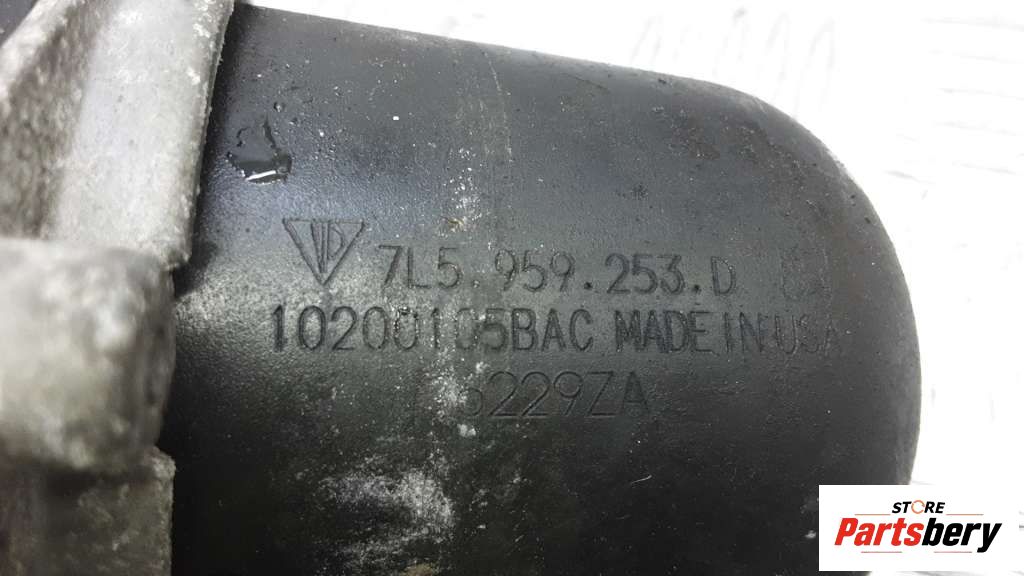 7L5.959.253.D
10200105BAC MADE IN USA
STORE
Partsbery